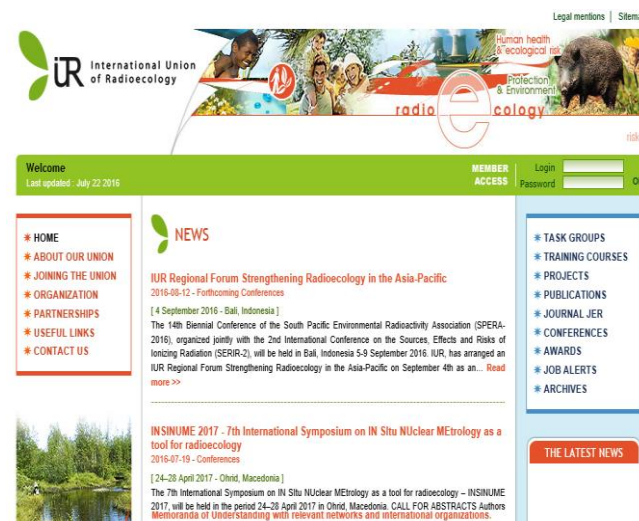 Legal mentions | Sitem
iUR International Union
of Radioecology
Human health
& ecological risk
Protection
& Environment
radio e cology
risk
Welcome
Last updated : July 22 2016
MEMBER
ACCESS
Login
Password
HOME
ABOUT OUR UNION
JOINING THE UNION
ORGANIZATION
PARTNERSHIPS
USEFUL LINKS
CONTACT US
NEWS
IUR Regional Forum Strengthening Radioecology in the Asia-Pacific
2016-08-12 - Forthcoming Conferences
[ 4 September 2016 - Bali, Indonesia ]
The 14th Biennial Conference of the South Pacific Environmental Radioactivity Association (SPERA-
2016), organized jointly with the 2nd International Conference on the Sources, Effects and Risks of
Ionizing Radiation (SERIR-2), will be held in Bali, Indonesia 5-9 September 2016. IUR, has arranged an
IUR Regional Forum Strengthening Radioecology in the Asia-Pacific on September 4th as an... Read
more >>
INSINUME 2017 - 7th International Symposium on IN SItu NUclear MEtrology as a
tool for radioecology
2016-07-19 - Conferences
[ 24–28 April 2017 - Ohrid, Macedonia ]
The 7th International Symposium on IN SItu NUclear MEtrology as a tool for radioecology – INSINUME
2017, will be held in the period 24–28 April 2017 in Ohrid, Macedonia. CALL FOR ABSTRACTS Authors
Memoranda of Understanding with relevant networks and international organizations.
TASK GROUPS
TRAINING COURSES
PROJECTS
PUBLICATIONS
JOURNAL JER
CONFERENCES
AWARDS
JOB ALERTS
ARCHIVES
THE LATEST NEWS